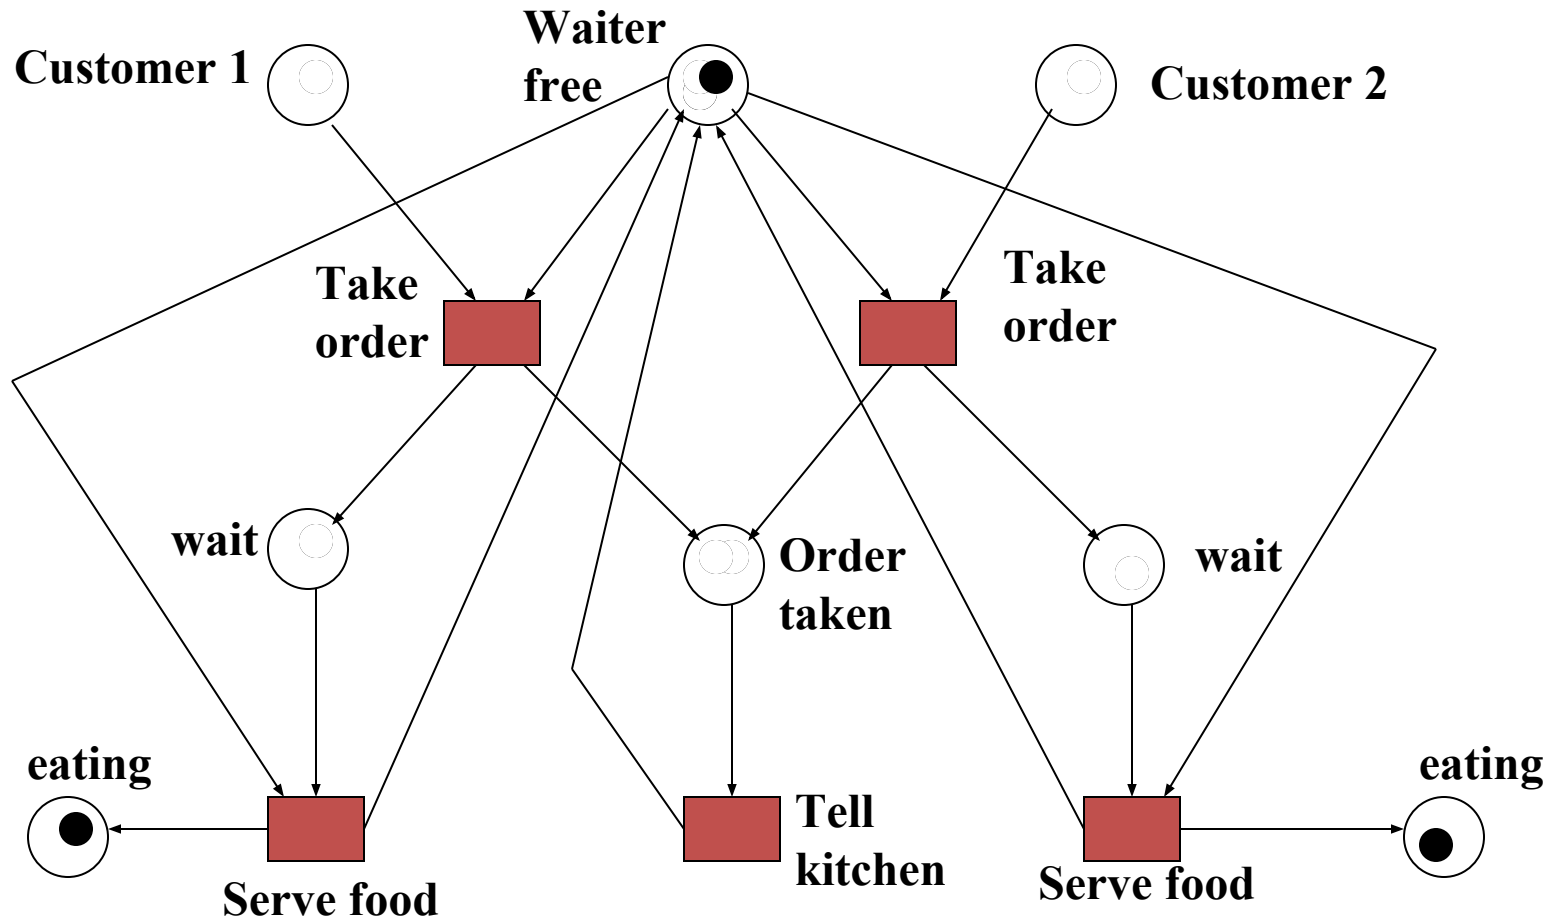 Customer 1
Waiter
free
Customer 2
Take
order
Take
order
wait
Order
taken
wait
eating
Serve food
Tell
kitchen
Serve food
eating